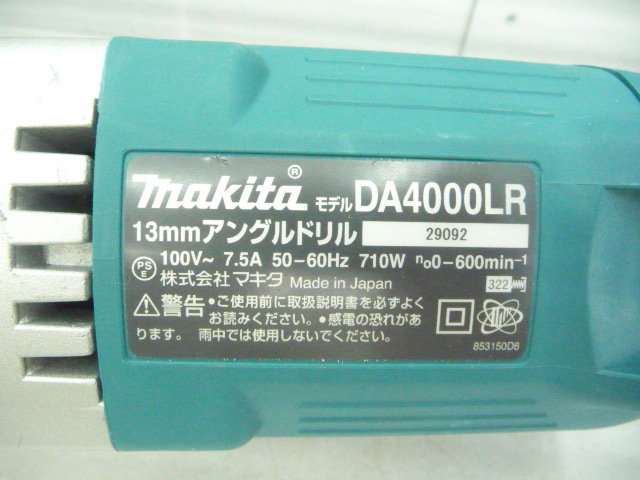 makita® モデル DA4000LR
13mmアングルドリル 29092
100V~ 7.5A 50-60Hz 710W n₀0-600min⁻¹
PS E 株式会社マキタ Made in Japan 322
⚠警告 •ご使用前に取扱説明書を必ずよく
お読みください。•感電の恐れがあ
ります。雨中では使用しないでください。
853150D8